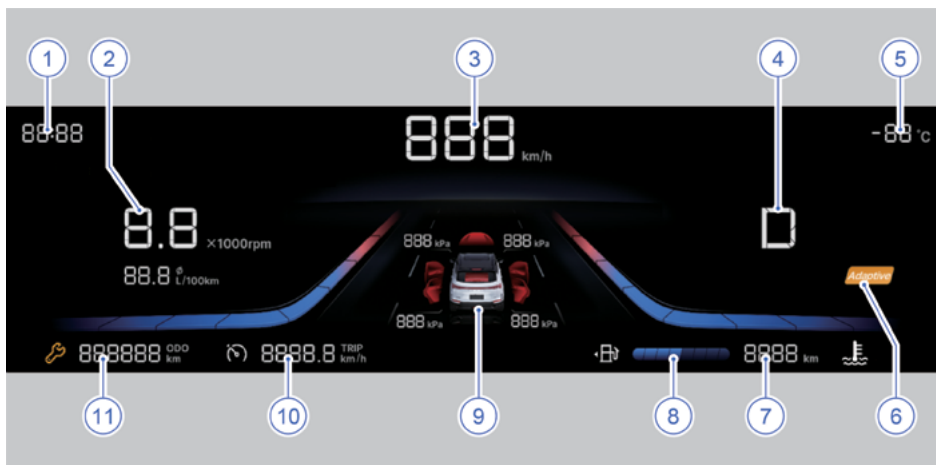 1
2
3
4
5
88:88
888 km/h
-88 °C
8.8 ×1000rpm
D
88.8 ø L/100km
888 kPa
888 kPa
Adaptive
888 kPa
888 kPa
888888 ODO km
8888.8 TRIP km/h
8888 km
11
10
9
8
7
6